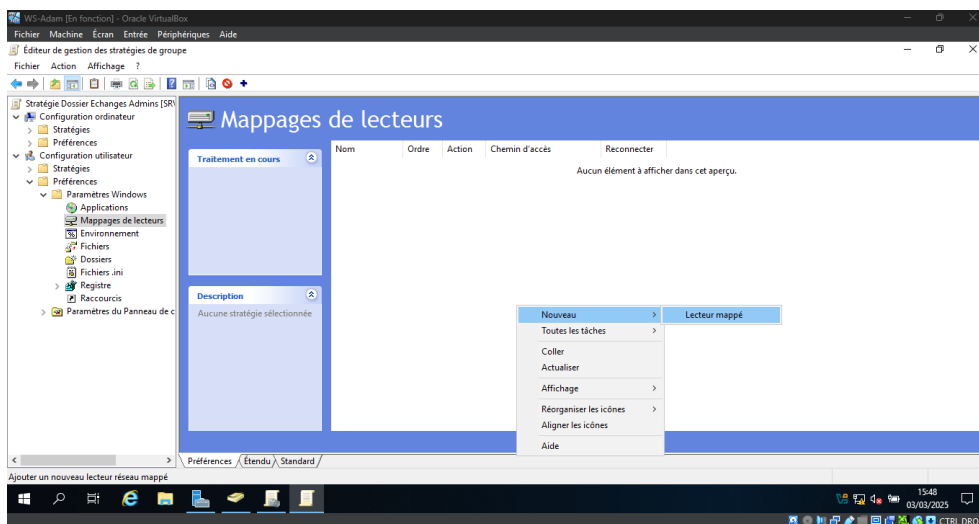 WS-Adam [En fonction] - Oracle VirtualBox
Fichier Machine Écran Entrée Périphériques Aide
Éditeur de gestion des stratégies de groupe
Fichier Action Affichage ?
Stratégie Dossier Echanges Admins [SR
Configuration ordinateur
Stratégies
Préférences
Configuration utilisateur
Stratégies
Préférences
Paramètres Windows
Applications
Mappages de lecteurs
Environnement
Fichiers
Dossiers
Fichiers .ini
Registre
Raccourcis
Paramètres du Panneau de c
Mappages de lecteurs
Traitement en cours
Description
Aucune stratégie sélectionnée
Nom Ordre Action Chemin d'accès Reconnecter
Aucun élément à afficher dans cet aperçu.
Nouveau
Toutes les tâches
Coller
Actualiser
Affichage
Réorganiser les icônes
Aligner les icônes
Aide
Lecteur mappé
Préférences Étendu Standard
Ajouter un nouveau lecteur réseau mappé
15:48
03/03/2025
CTRL DRO